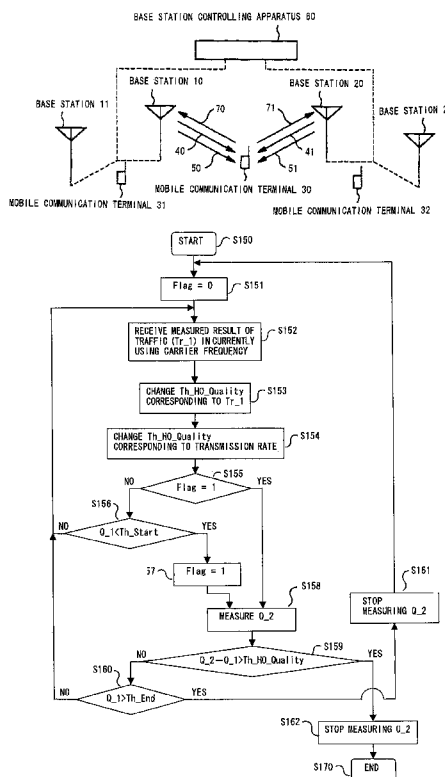 BASE STATION CONTROLLING APPARATUS 80
BASE STATION 10
BASE STATION 20
BASE STATION 11
BASE STATION 2
70
71
40
41
50
51
MOBILE COMMUNICATION TERMINAL 30
MOBILE COMMUNICATION TERMINAL 31
MOBILE COMMUNICATION TERMINAL 32
START
S150
Flag = 0
S151
RECEIVE MEASURED RESULT OF
TRAFFIC (Tr_1) IN CURRENTLY
USING CARRIER FREQUENCY
S152
CHANGE Th_HO_Quality
CORRESPONDING TO Tr_1
S153
CHANGE Th_HO_Quality
CORRESPONDING TO TRANSMISSION RATE
S154
S155
NO
Flag = 1
YES
S156
NO
Q_1<Th_Start
YES
57
Flag = 1
S158
MEASURE Q_2
S161
STOP
MEASURING Q_2
S159
NO
Q_2-Q_1>Th_HO_Quality
YES
S160
NO
Q_1>Th_End
YES
S162
STOP MEASURING Q_2
END
S170